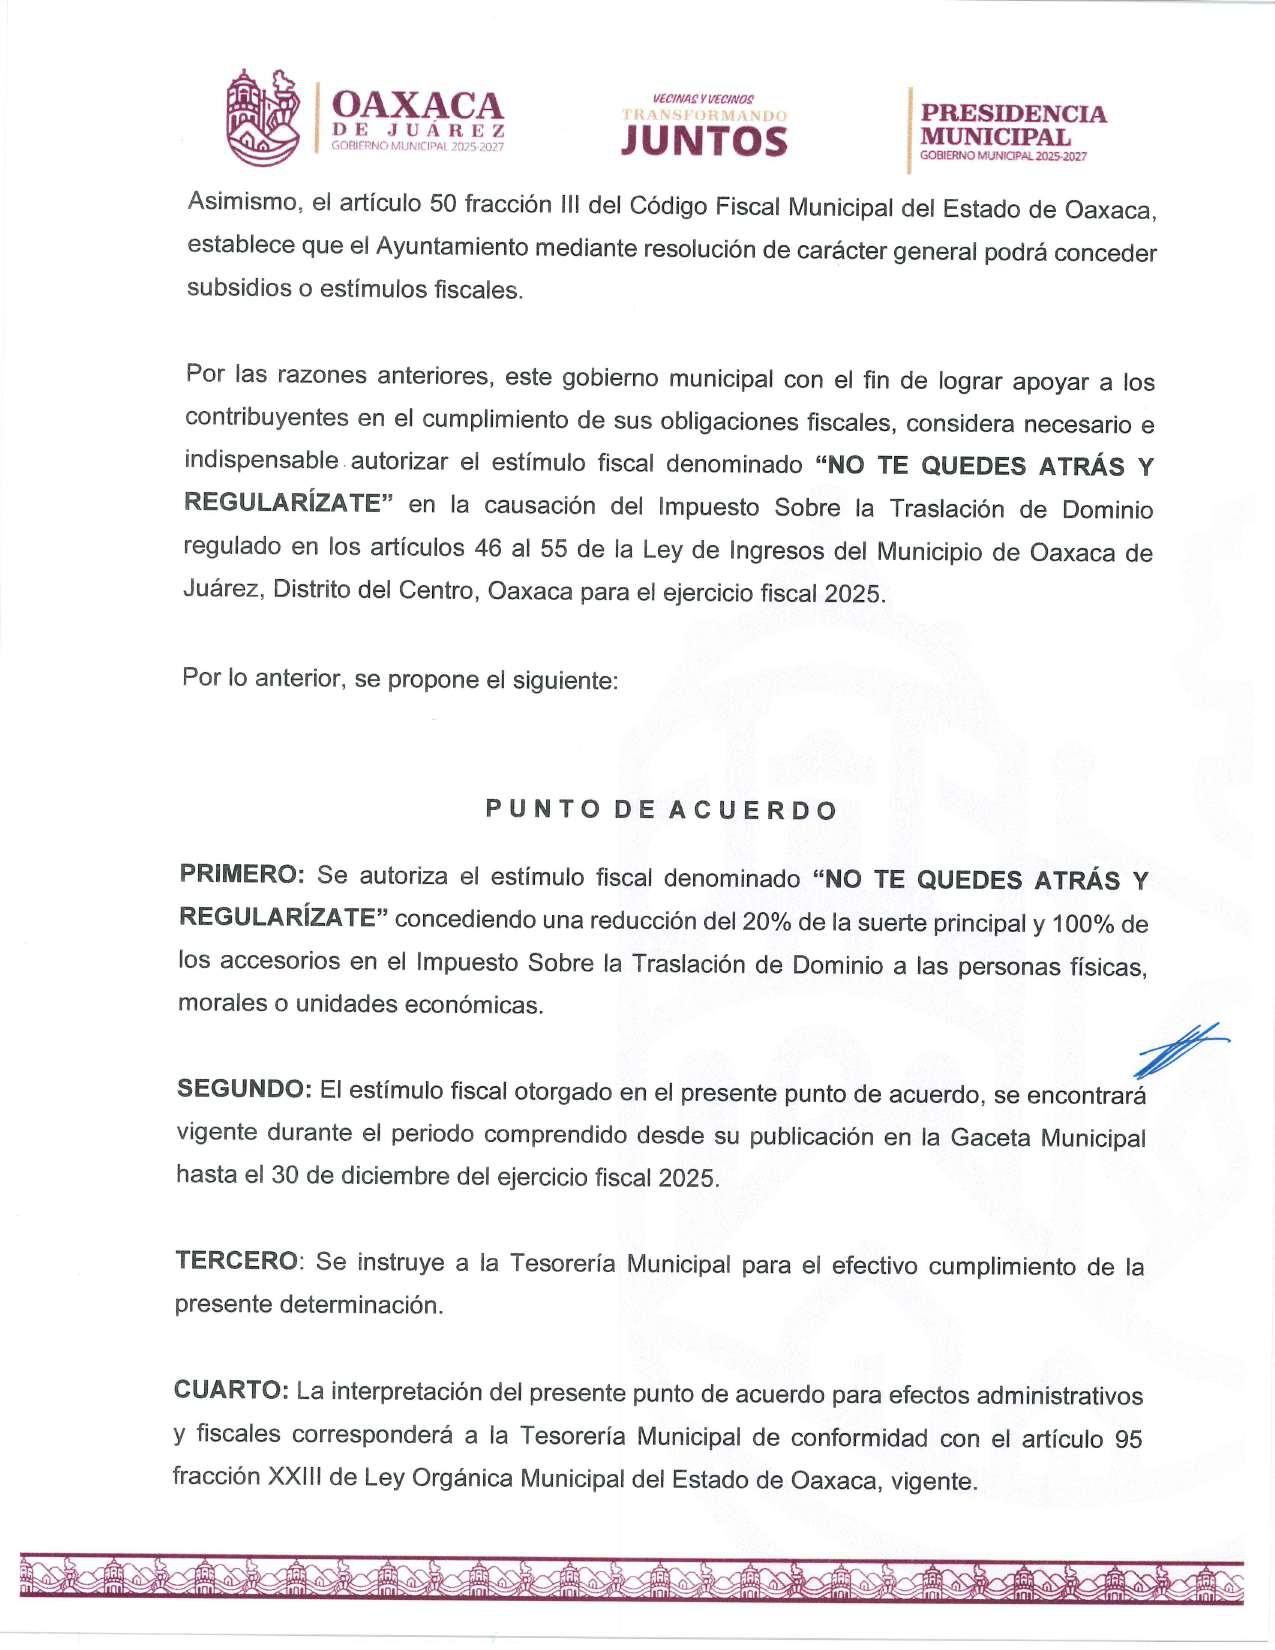 OAXACA
DE JUÁREZ
GOBIERNO MUNICIPAL 2025-2027
VECINAS Y VECINOS
TRANSFORMANDO
JUNTOS
PRESIDENCIA
MUNICIPAL
GOBIERNO MUNICIPAL 2025-2027
Asimismo, el artículo 50 fracción III del Código Fiscal Municipal del Estado de Oaxaca,
establece que el Ayuntamiento mediante resolución de carácter general podrá conceder
subsidios o estímulos fiscales.
Por las razones anteriores, este gobierno municipal con el fin de lograr apoyar a los
contribuyentes en el cumplimiento de sus obligaciones fiscales, considera necesario e
indispensable autorizar el estímulo fiscal denominado “NO TE QUEDES ATRÁS Y
REGULARÍZATE” en la causación del Impuesto Sobre la Traslación de Dominio
regulado en los artículos 46 al 55 de la Ley de Ingresos del Municipio de Oaxaca de
Juárez, Distrito del Centro, Oaxaca para el ejercicio fiscal 2025.
Por lo anterior, se propone el siguiente:
PUNTO DE ACUERDO
PRIMERO: Se autoriza el estímulo fiscal denominado “NO TE QUEDES ATRÁS Y
REGULARÍZATE” concediendo una reducción del 20% de la suerte principal y 100% de
los accesorios en el Impuesto Sobre la Traslación de Dominio a las personas físicas,
morales o unidades económicas.
SEGUNDO: El estímulo fiscal otorgado en el presente punto de acuerdo, se encontrará
vigente durante el periodo comprendido desde su publicación en la Gaceta Municipal
hasta el 30 de diciembre del ejercicio fiscal 2025.
TERCERO: Se instruye a la Tesorería Municipal para el efectivo cumplimiento de la
presente determinación.
CUARTO: La interpretación del presente punto de acuerdo para efectos administrativos
y fiscales corresponderá a la Tesorería Municipal de conformidad con el artículo 95
fracción XXIII de Ley Orgánica Municipal del Estado de Oaxaca, vigente.